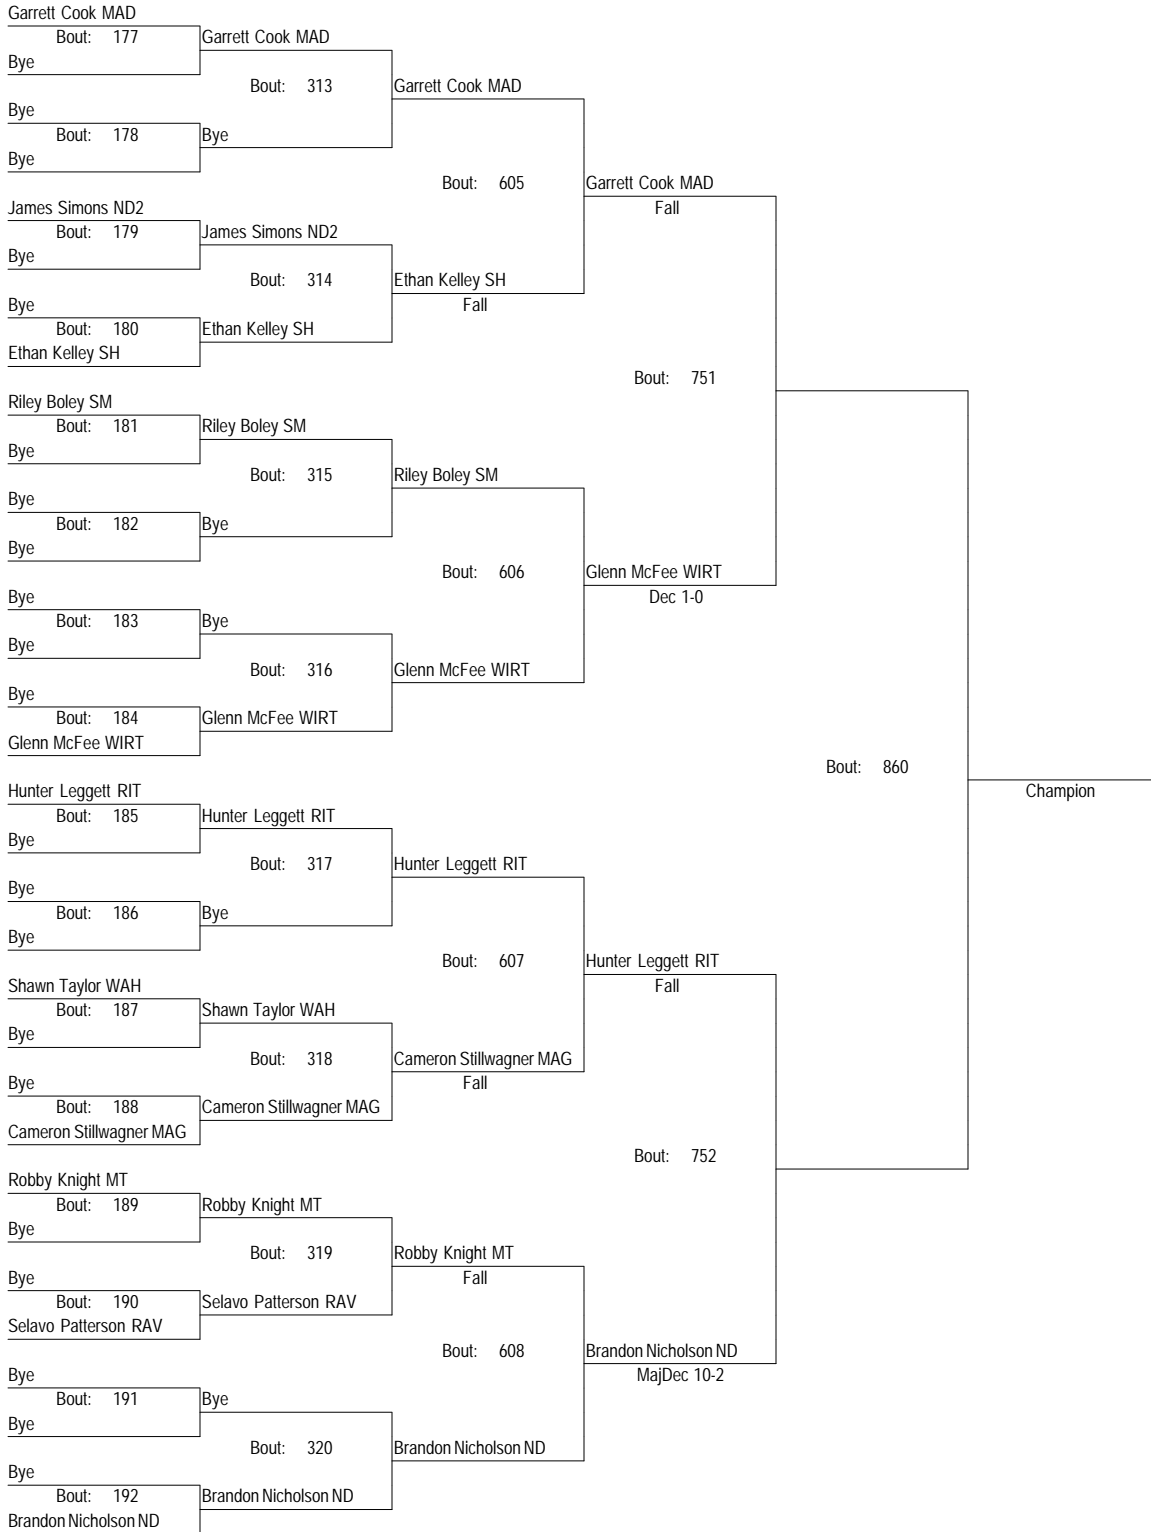 Garrett Cook MAD
Bout: 177 Garrett Cook MAD
Bye
Bout: 313 Garrett Cook MAD
Bye
Bout: 178 Bye
Bye
Bout: 605 Garrett Cook MAD
Fall
James Simons ND2
Bout: 179 James Simons ND2
Bye
Bout: 314 Ethan Kelley SH
Fall
Bye
Bout: 180 Ethan Kelley SH
Ethan Kelley SH
Bout: 751
Riley Boley SM
Bout: 181 Riley Boley SM
Bye
Bout: 315 Riley Boley SM
Bye
Bout: 182 Bye
Bye
Bout: 606 Glenn McFee WIRT
Dec 1-0
Bye
Bout: 183 Bye
Bye
Bout: 316 Glenn McFee WIRT
Bye
Bout: 184 Glenn McFee WIRT
Glenn McFee WIRT
Bout: 860
Champion
Hunter Leggett RIT
Bout: 185 Hunter Leggett RIT
Bye
Bout: 317 Hunter Leggett RIT
Bye
Bout: 186 Bye
Bye
Bout: 607 Hunter Leggett RIT
Fall
Shawn Taylor WAH
Bout: 187 Shawn Taylor WAH
Bye
Bout: 318 Cameron Stillwagner MAG
Fall
Bye
Bout: 188 Cameron Stillwagner MAG
Cameron Stillwagner MAG
Bout: 752
Robby Knight MT
Bout: 189 Robby Knight MT
Bye
Bout: 319 Robby Knight MT
Fall
Bye
Bout: 190 Selavo Patterson RAV
Selavo Patterson RAV
Bout: 608 Brandon Nicholson ND
MajDec 10-2
Bye
Bout: 191 Bye
Bye
Bout: 320 Brandon Nicholson ND
Bye
Bout: 192 Brandon Nicholson ND
Brandon Nicholson ND